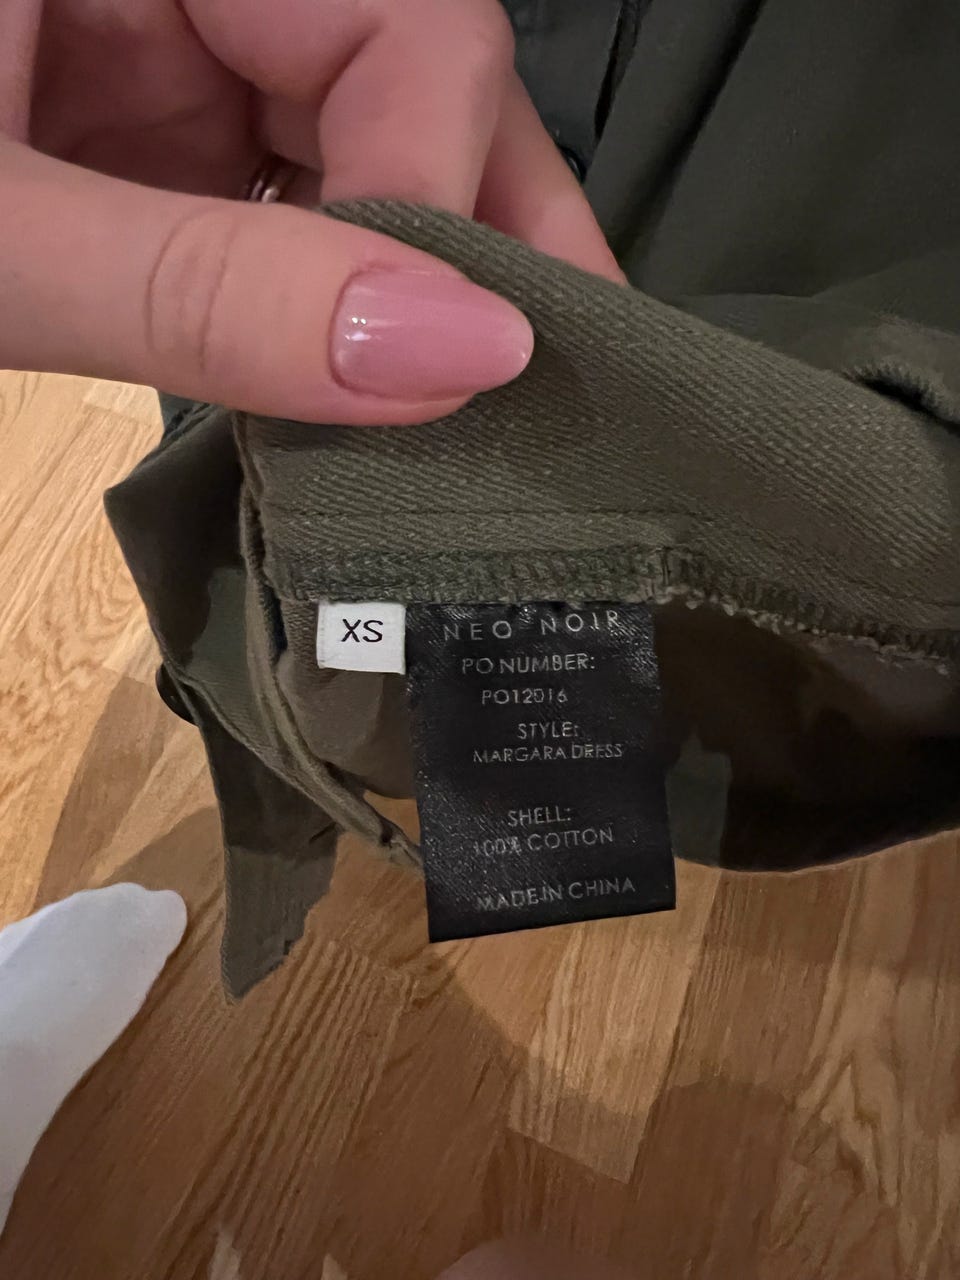 XS
NEO NOIR
PO NUMBER:
PO12016
STYLE:
MARGARA DRESS
SHELL:
100% COTTON
MADE IN CHINA